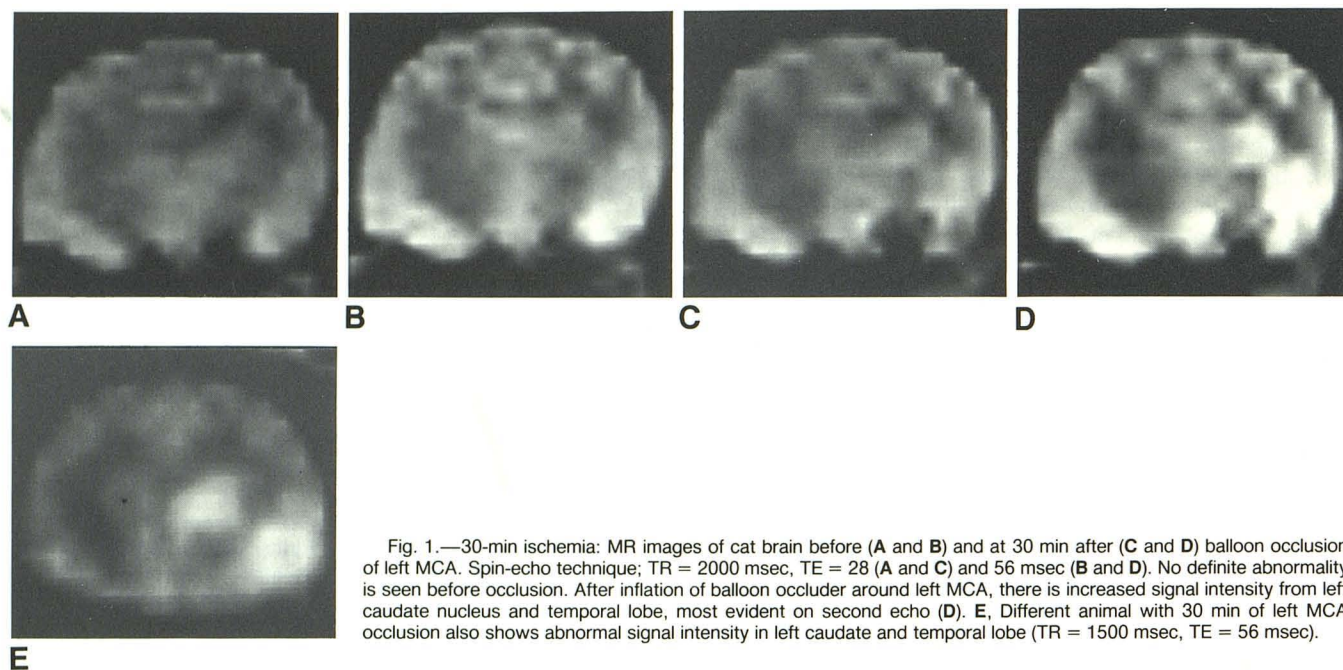 A
B
C
D
E
Fig. 1.—30-min ischemia: MR images of cat brain before (A and B) and at 30 min after (C and D) balloon occlusion
of left MCA. Spin-echo technique; TR = 2000 msec, TE = 28 (A and C) and 56 msec (B and D). No definite abnormality
is seen before occlusion. After inflation of balloon occluder around left MCA, there is increased signal intensity from left
caudate nucleus and temporal lobe, most evident on second echo (D). E, Different animal with 30 min of left MCA
occlusion also shows abnormal signal intensity in left caudate and temporal lobe (TR = 1500 msec, TE = 56 msec).